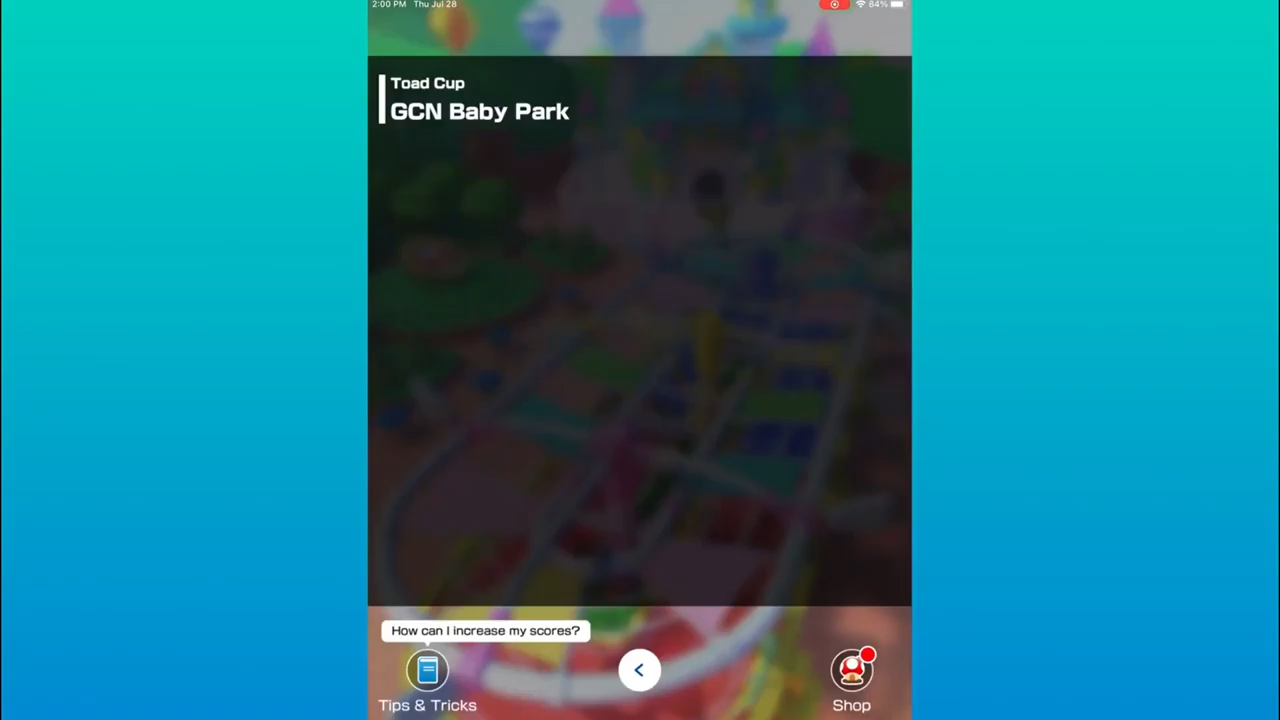 2:00 PM Thu Jul 28
84%
Toad Cup
GCN Baby Park
How can I increase my scores?
Tips & Tricks
Shop